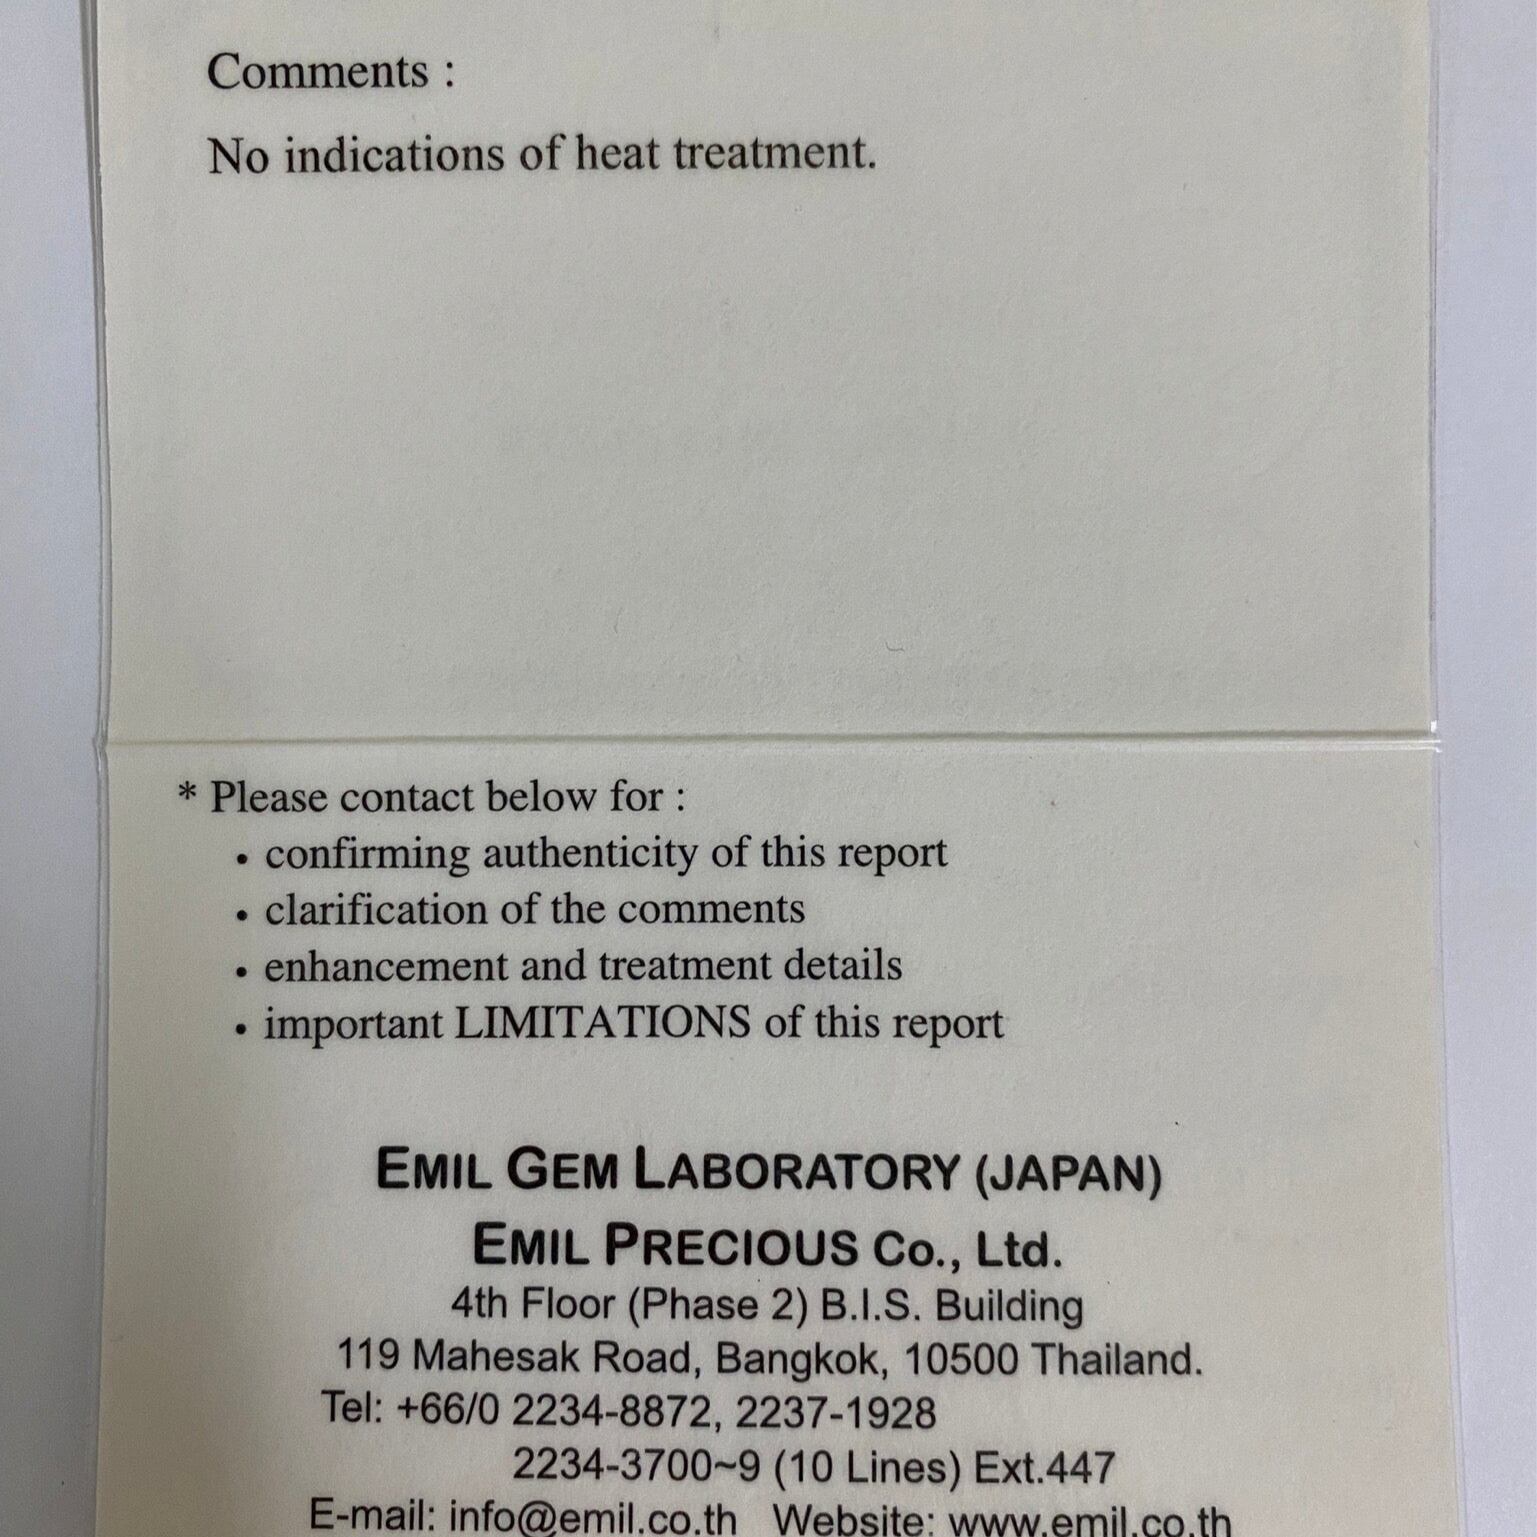 Comments :
No indications of heat treatment.
* Please contact below for :
• confirming authenticity of this report
• clarification of the comments
• enhancement and treatment details
• important LIMITATIONS of this report
EMIL GEM LABORATORY (JAPAN)
EMIL PRECIOUS Co., Ltd.
4th Floor (Phase 2) B.I.S. Building
119 Mahesak Road, Bangkok, 10500 Thailand.
Tel: +66/0 2234-8872, 2237-1928
2234-3700~9 (10 Lines) Ext.447
E-mail: info@emil.co.th Website: www.emil.co.th